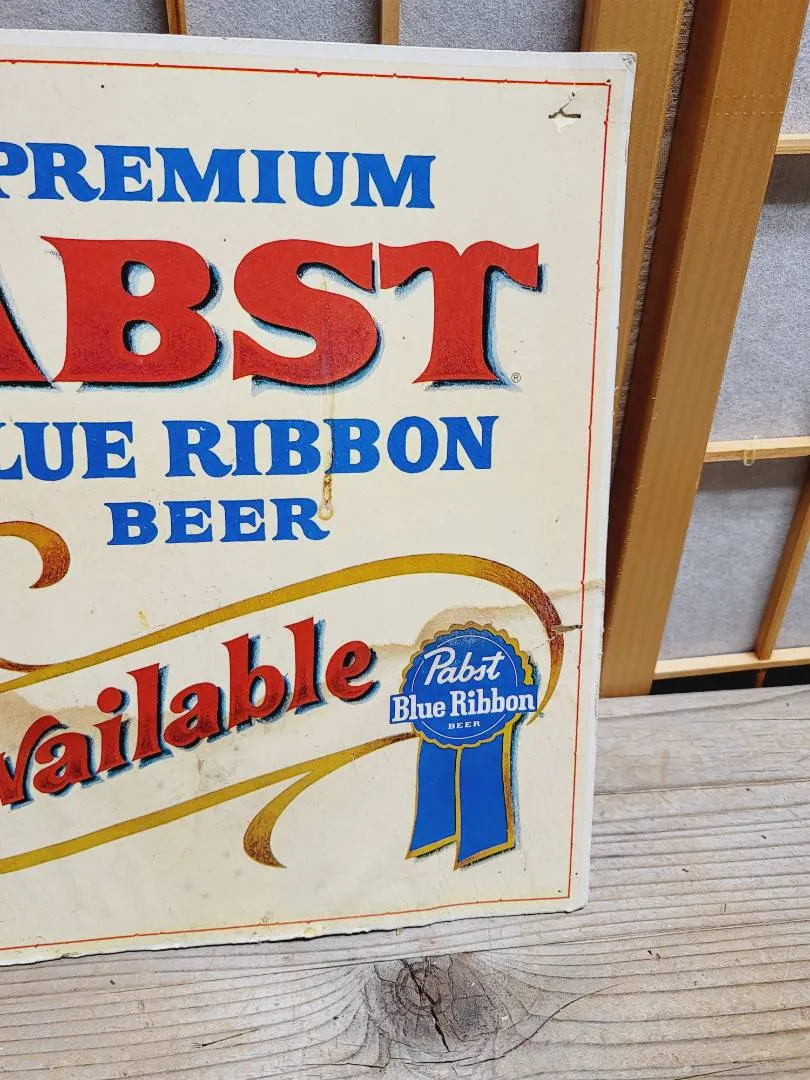 PREMIUM
ABST®
LUE RIBBON
BEER
vailable
Pabst
Blue Ribbon
BEER